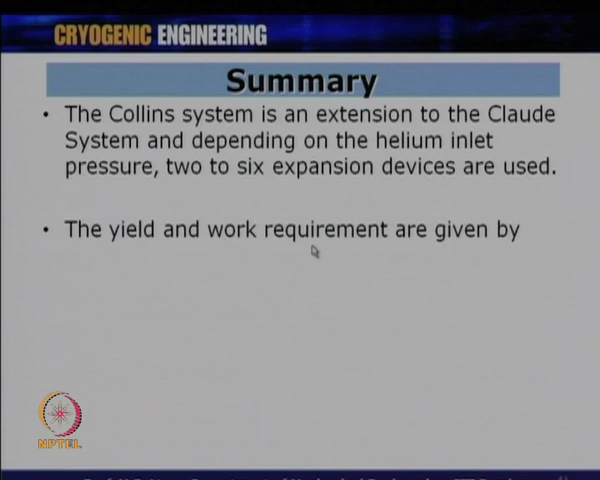 CRYOGENIC ENGINEERING
Summary
• The Collins system is an extension to the Claude
System and depending on the helium inlet
pressure, two to six expansion devices are used.
• The yield and work requirement are given by
NPTEL